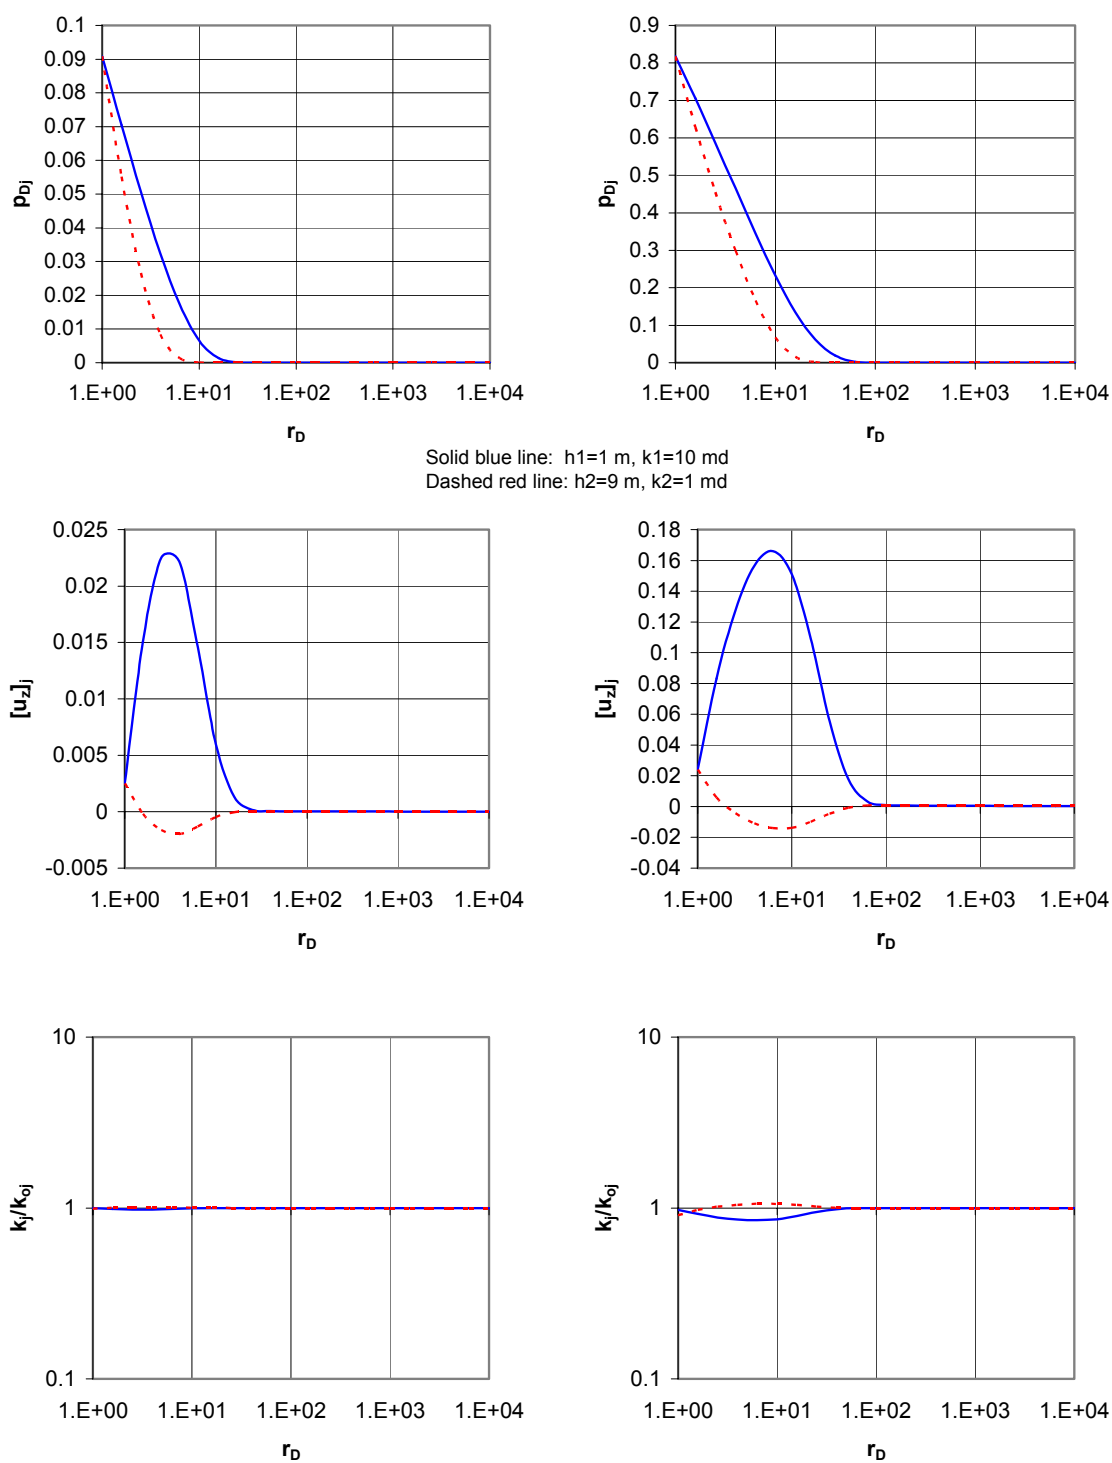 0.1
0.09
0.08
0.07
0.06
0.05
0.04
0.03
0.02
0.01
0
pDj
1.E+00 1.E+01 1.E+02 1.E+03 1.E+04
rD
0.9
0.8
0.7
0.6
0.5
0.4
0.3
0.2
0.1
0
pDj
1.E+00 1.E+01 1.E+02 1.E+03 1.E+04
rD
Solid blue line: h1=1 m, k1=10 md
Dashed red line: h2=9 m, k2=1 md
0.025
0.02
0.015
0.01
0.005
0
-0.005
[uz]j
1.E+00 1.E+01 1.E+02 1.E+03 1.E+04
rD
0.18
0.16
0.14
0.12
0.1
0.08
0.06
0.04
0.02
0
-0.02
-0.04
[uz]j
1.E+00 1.E+01 1.E+02 1.E+03 1.E+04
rD
10
1
0.1
kj/koj
1.E+00 1.E+01 1.E+02 1.E+03 1.E+04
rD
10
1
0.1
kj/koj
1.E+00 1.E+01 1.E+02 1.E+03 1.E+04
rD